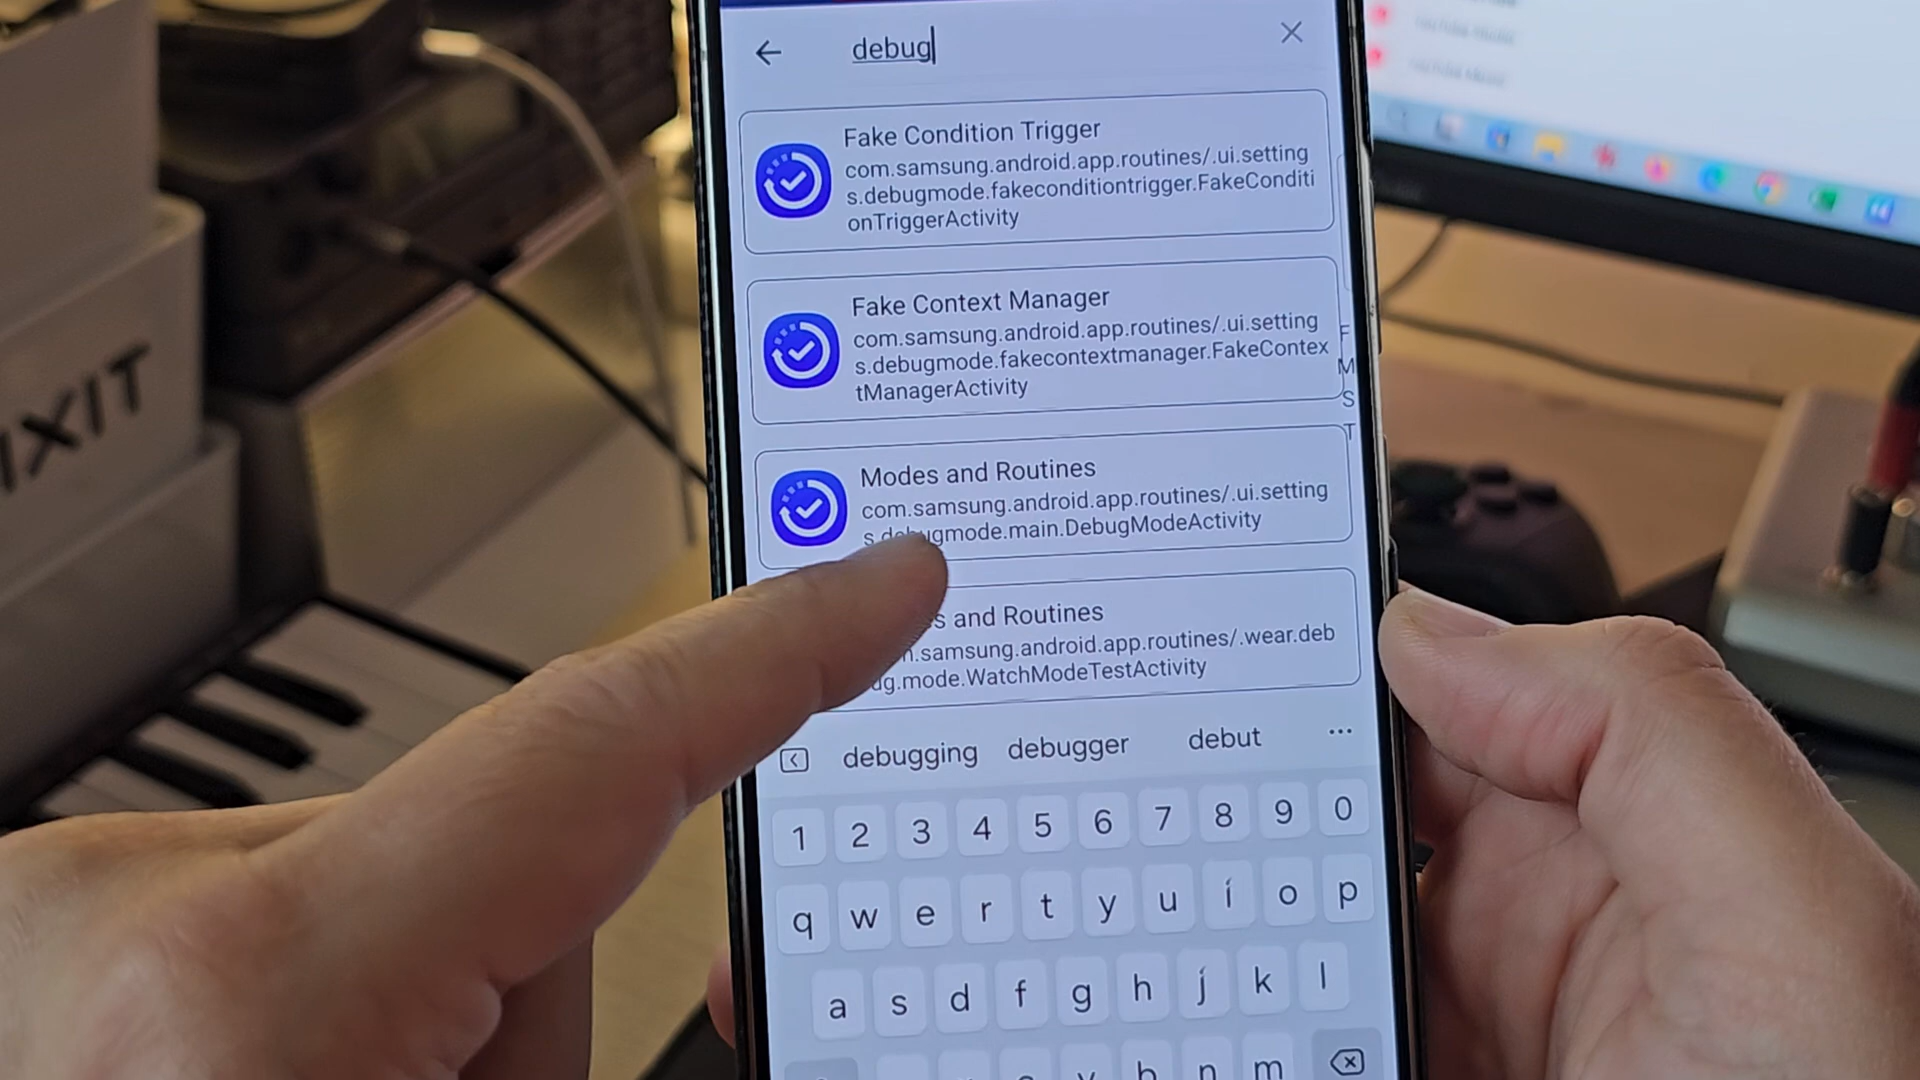 debug
Fake Condition Trigger
com.samsung.android.app.routines/.ui.setting
s.debugmode.fakeconditiontrigger.FakeConditi
onTriggerActivity
Fake Context Manager
com.samsung.android.app.routines/.ui.setting
s.debugmode.fakecontextmanager.FakeContex
tManagerActivity
F
M
S
T
Modes and Routines
com.samsung.android.app.routines/.ui.setting
s.debugmode.main.DebugModeActivity
s and Routines
.samsung.android.app.routines/.wear.deb
ug.mode.WatchModeTestActivity
debugging debugger debut ...
1 2 3 4 5 6 7 8 9 0
q w e r t y u i o p
a s d f g h j k l
v b n m
IXIT